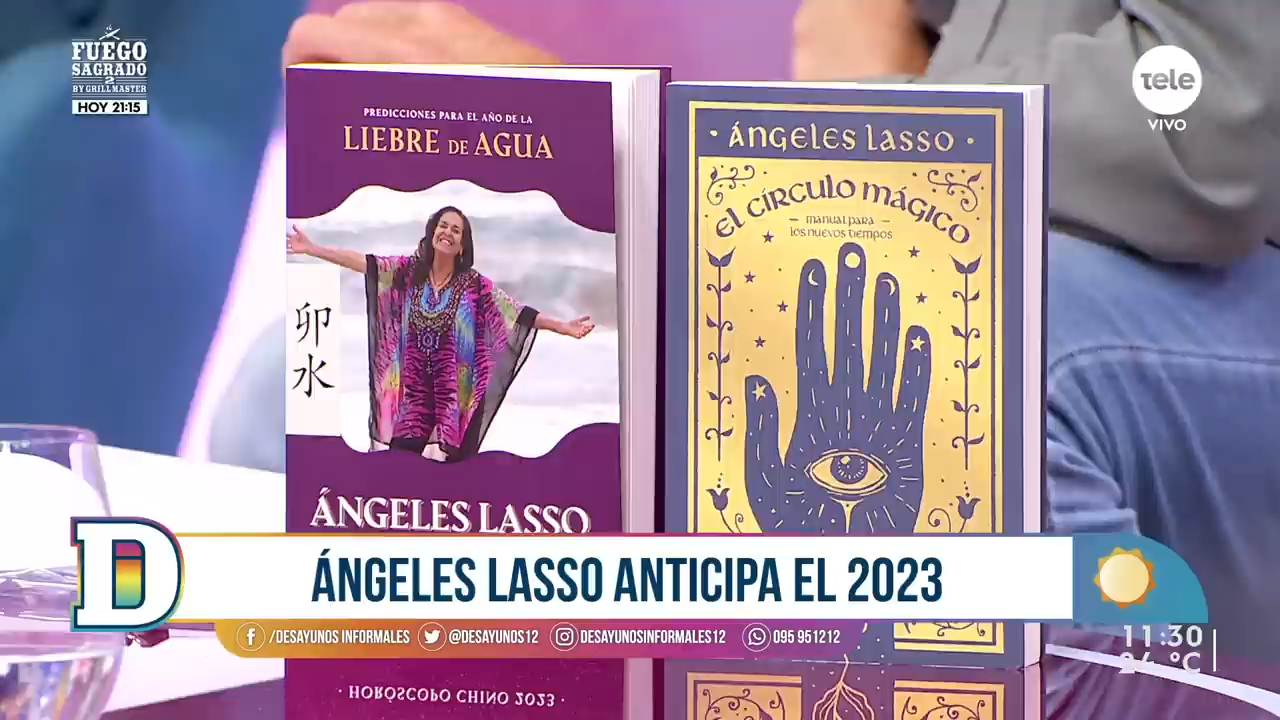 FUEGO
SAGRADO
2
BY GRILLMASTER
HOY 21:15
tele
VIVO
PREDICCIONES PARA EL AÑO DE LA
LIEBRE DE AGUA
卯
水
ÁNGELES LASSO
• ÁNGELES LASSO •
EL CÍRCULO MÁGICO
manual para
los nuevos tiempos
D
ÁNGELES LASSO ANTICIPA EL 2023
/DESAYUNOS INFORMALES
@DESAYUNOS12
DESAYUNOSINFORMALES12
095 951212
11:30
· HORÓSCOPO CHINO 2023 ·